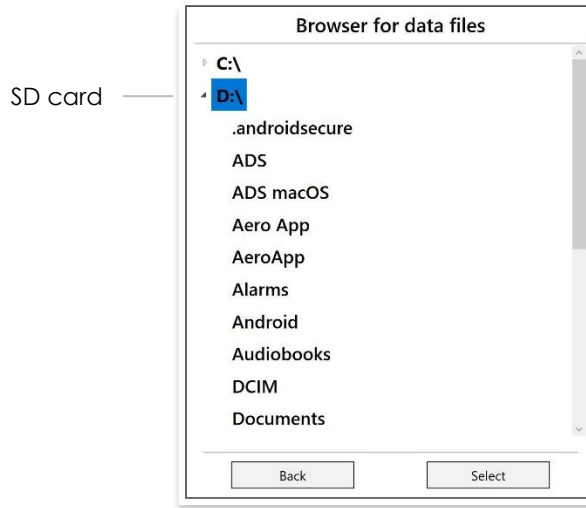 Browser for data files
C:\
SD card
D:\
.androidsecure
ADS
ADS macOS
Aero App
AeroApp
Alarms
Android
Audiobooks
DCIM
Documents
Back
Select